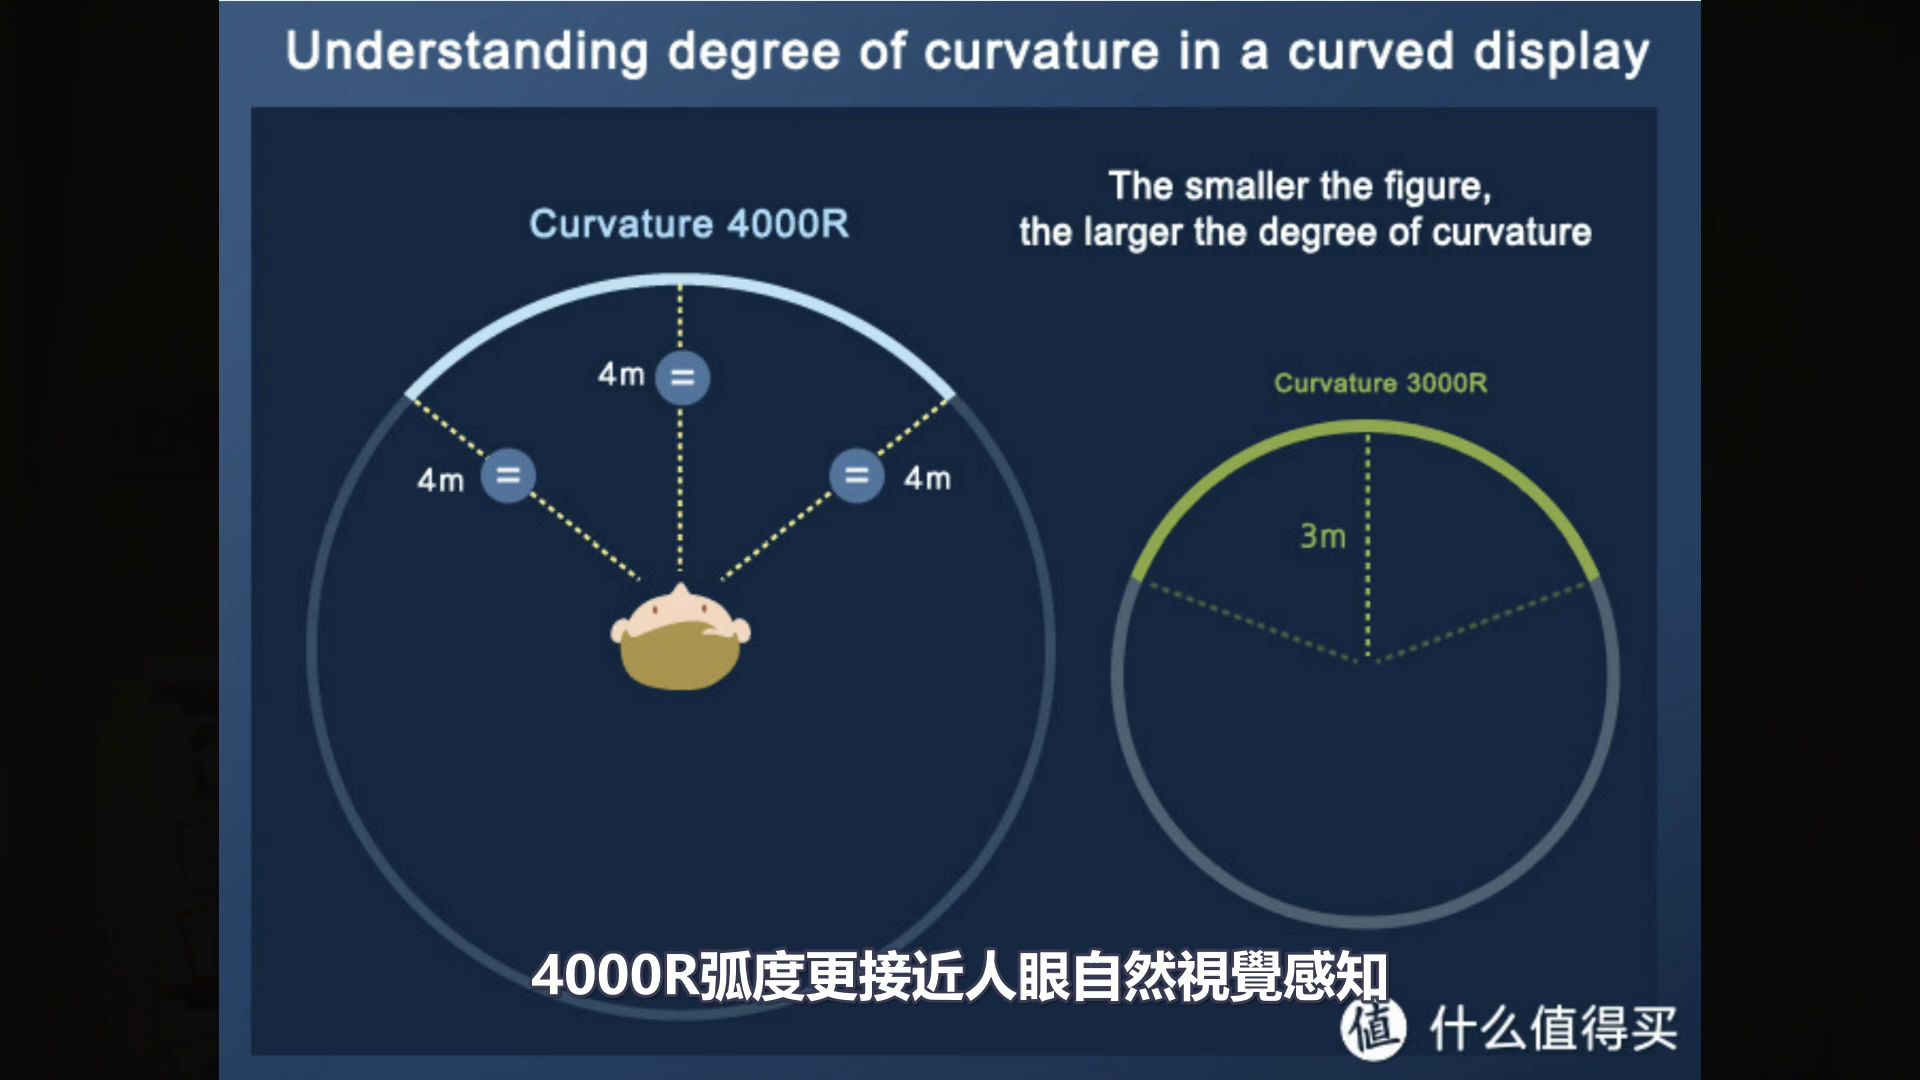 Understanding degree of curvature in a curved display
The smaller the figure,
the larger the degree of curvature
Curvature 4000R
4m
=
4m
=
=
4m
Curvature 3000R
3m
4000R弧度更接近人眼自然視覺感知
值 什么值得买